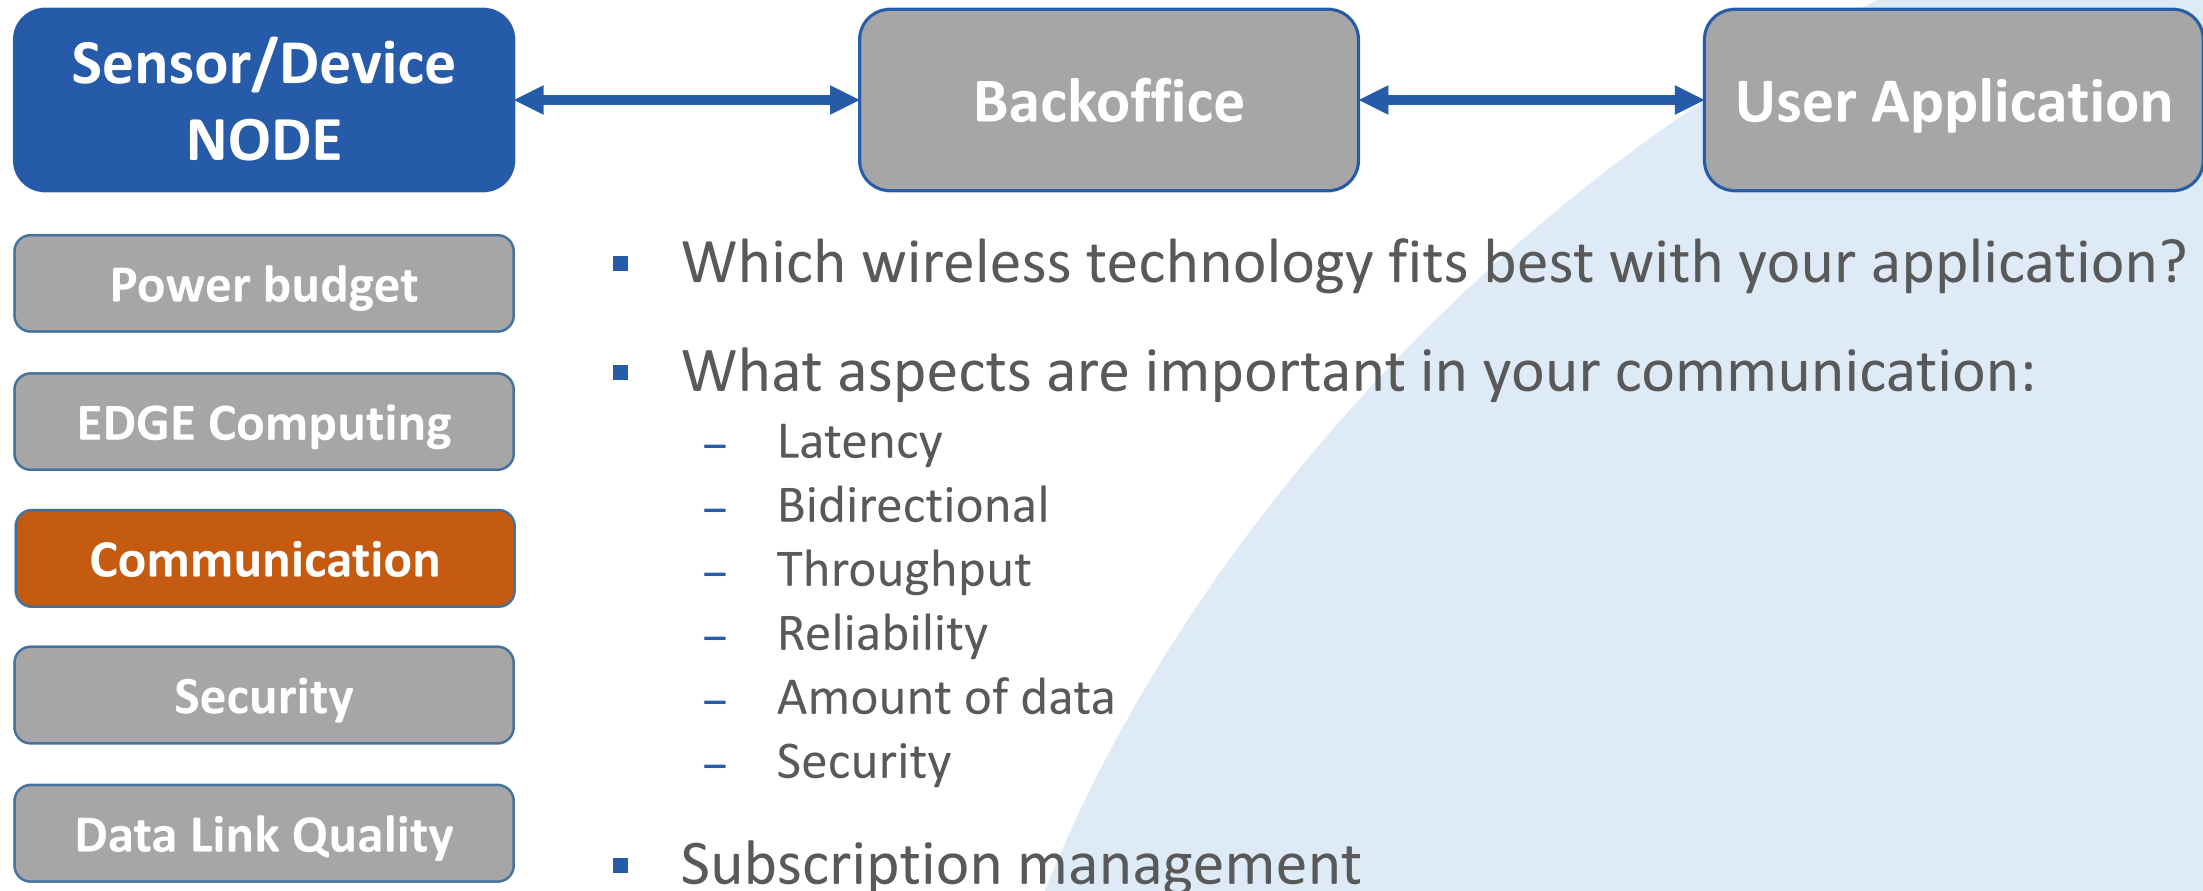 Sensor/Device
NODE
Backoffice
User Application
Power budget
EDGE Computing
Communication
Security
Data Link Quality
▪ Which wireless technology fits best with your application?
▪ What aspects are important in your communication:
– Latency
– Bidirectional
– Throughput
– Reliability
– Amount of data
– Security
▪ Subscription management